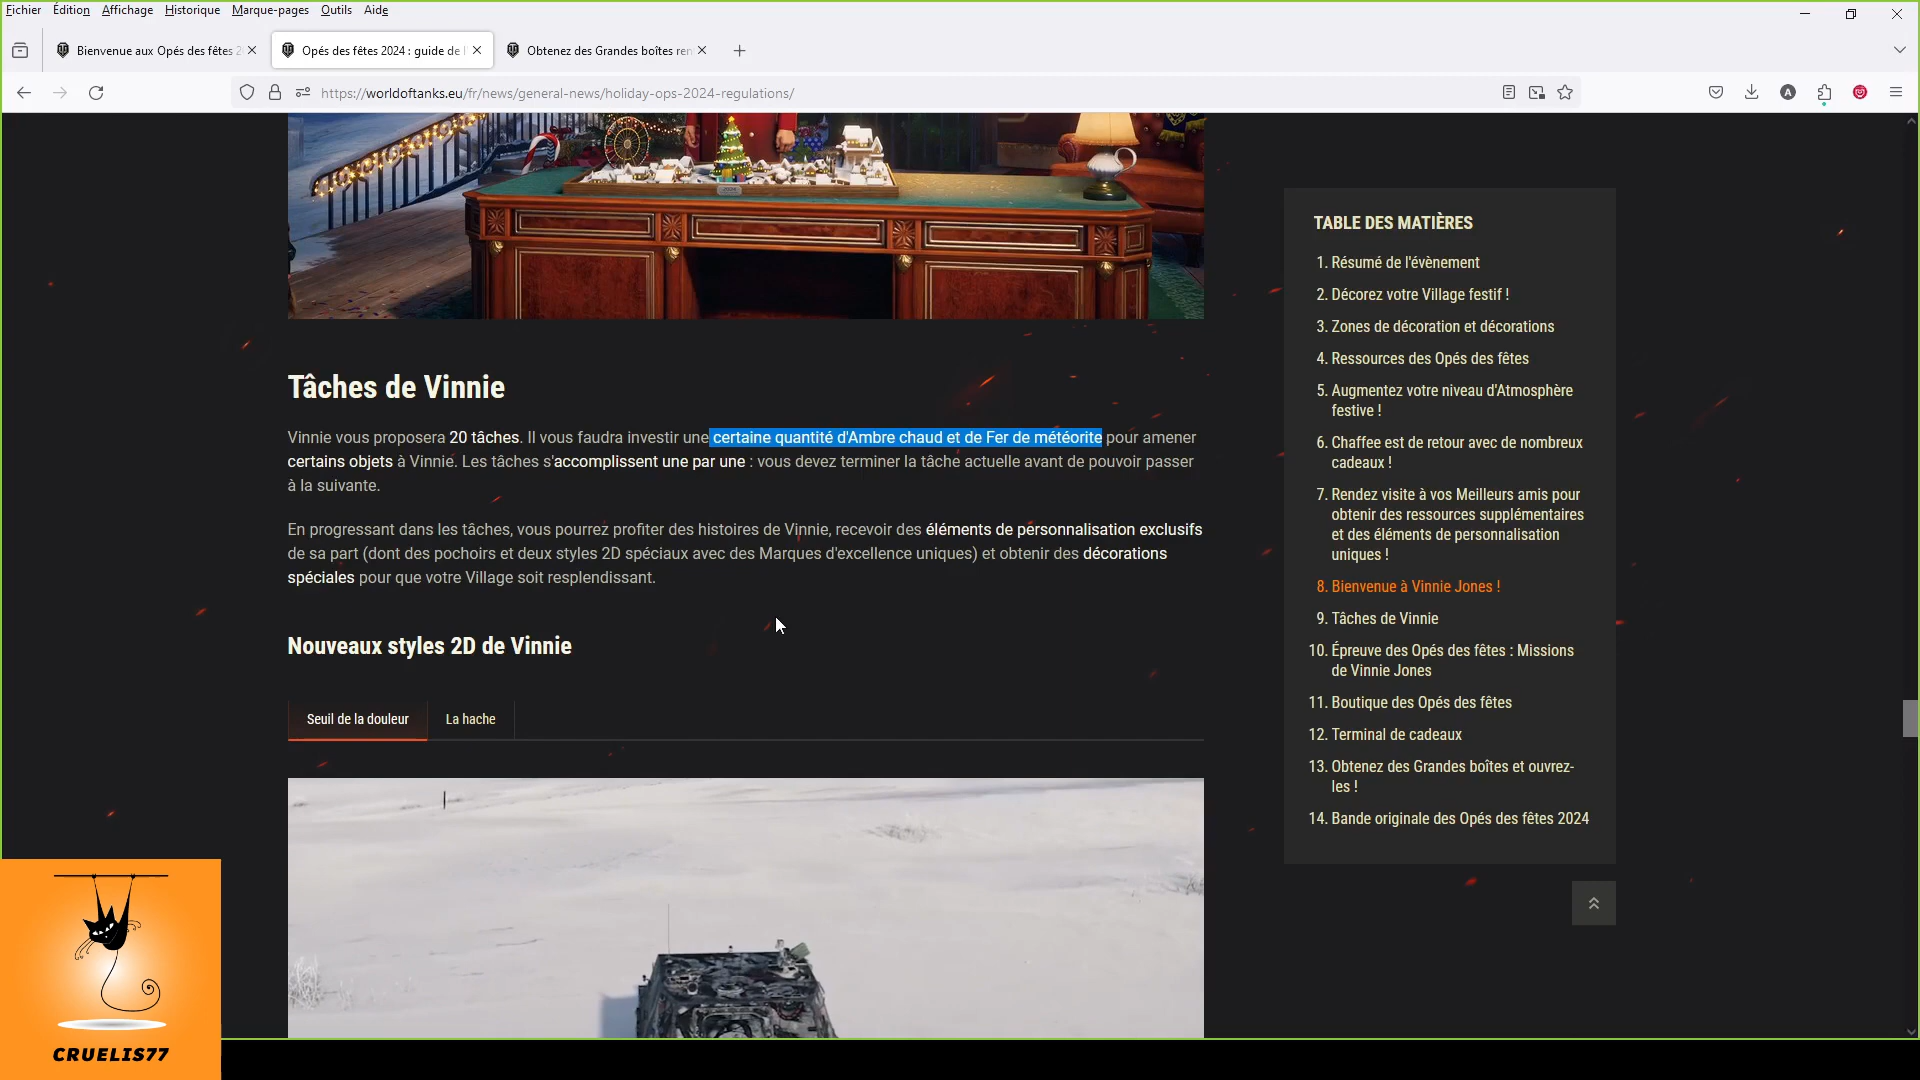 Fichier Édition Affichage Historique Marque-pages Outils Aide
Bienvenue aux Opés des fêtes 2
Opés des fêtes 2024 : guide de l
Obtenez des Grandes boîtes ren
https://worldoftanks.eu/fr/news/general-news/holiday-ops-2024-regulations/
Tâches de Vinnie
Vinnie vous proposera 20 tâches. Il vous faudra investir une certaine quantité d'Ambre chaud et de Fer de météorite pour amener
certains objets à Vinnie. Les tâches s'accomplissent une par une : vous devez terminer la tâche actuelle avant de pouvoir passer
à la suivante.
En progressant dans les tâches, vous pourrez profiter des histoires de Vinnie, recevoir des éléments de personnalisation exclusifs
de sa part (dont des pochoirs et deux styles 2D spéciaux avec des Marques d'excellence uniques) et obtenir des décorations
spéciales pour que votre Village soit resplendissant.
Nouveaux styles 2D de Vinnie
Seuil de la douleur
La hache
TABLE DES MATIÈRES
1. Résumé de l'évènement
2. Décorez votre Village festif !
3. Zones de décoration et décorations
4. Ressources des Opés des fêtes
5. Augmentez votre niveau d'Atmosphère
festive !
6. Chaffee est de retour avec de nombreux
cadeaux !
7. Rendez visite à vos Meilleurs amis pour
obtenir des ressources supplémentaires
et des éléments de personnalisation
uniques !
8. Bienvenue à Vinnie Jones !
9. Tâches de Vinnie
10. Épreuve des Opés des fêtes : Missions
de Vinnie Jones
11. Boutique des Opés des fêtes
12. Terminal de cadeaux
13. Obtenez des Grandes boîtes et ouvrez-
les !
14. Bande originale des Opés des fêtes 2024
CRUELIS77